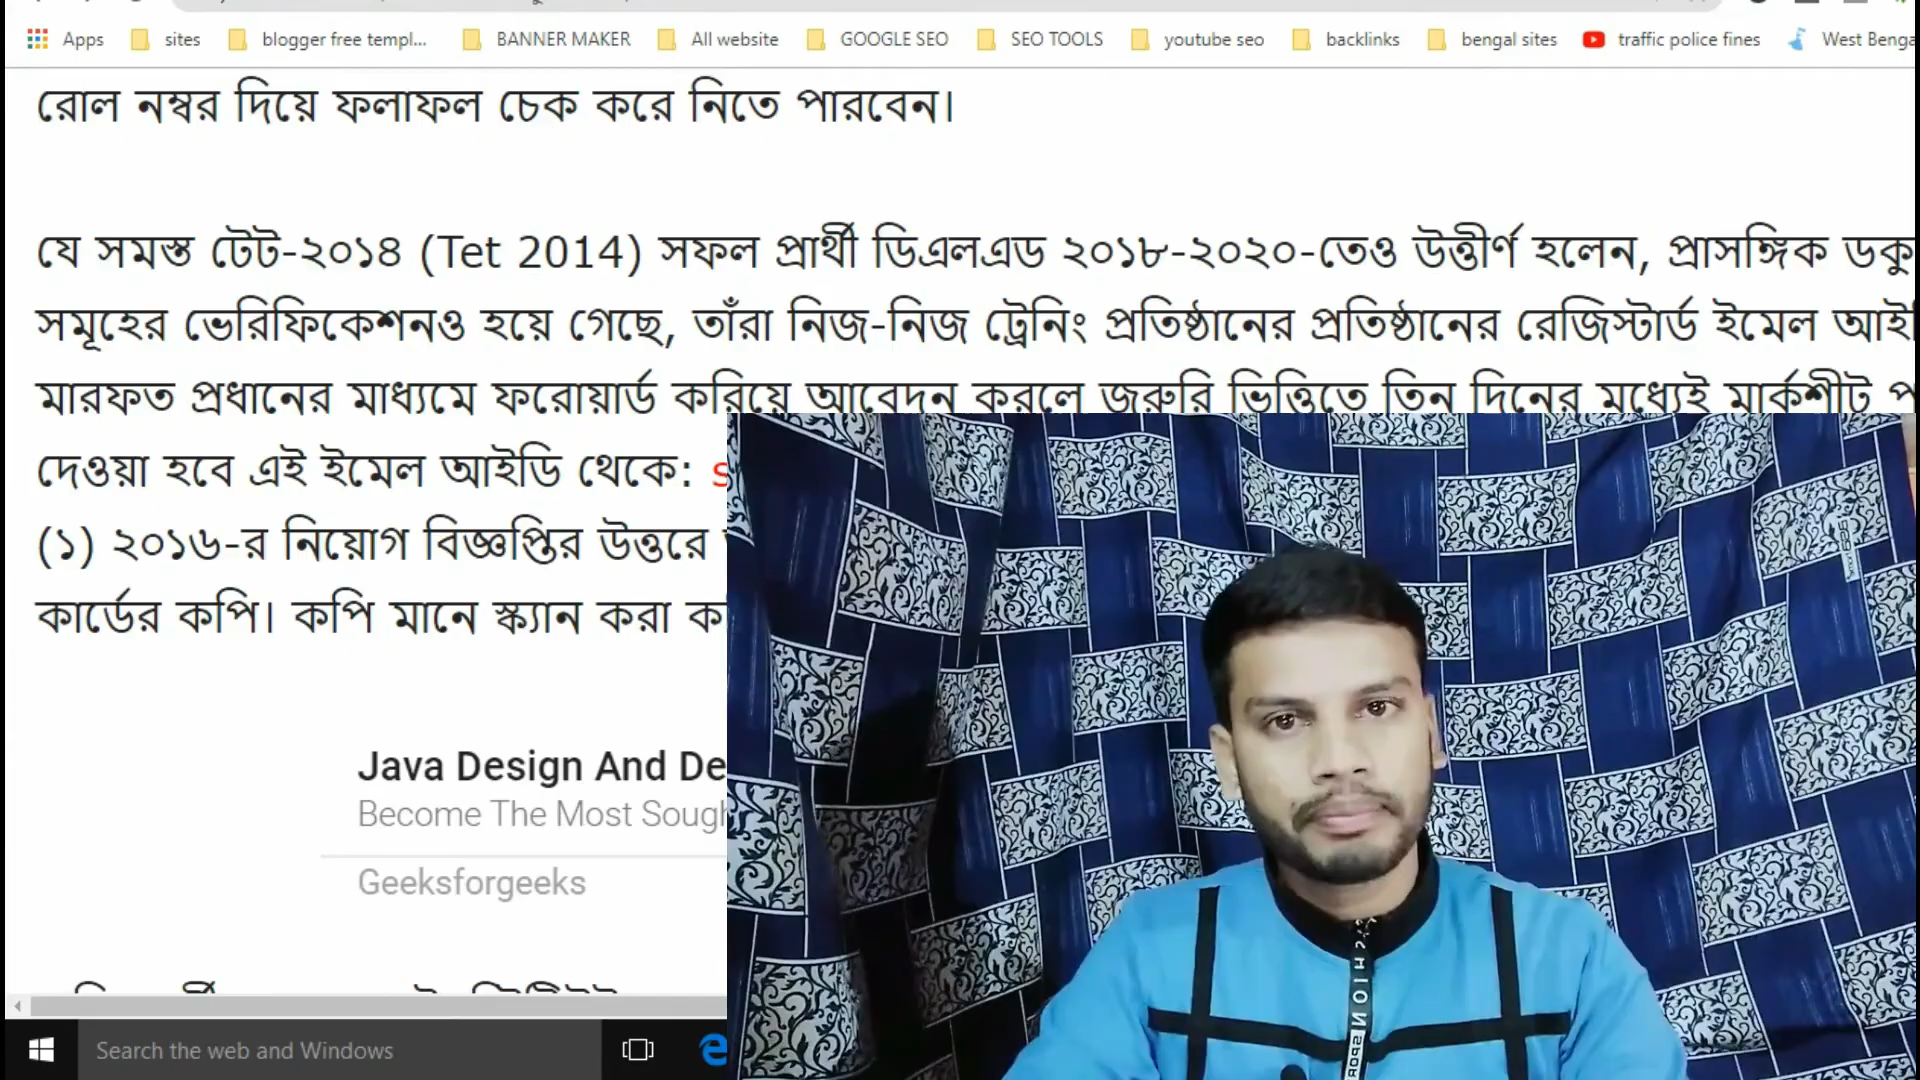 Apps sites blogger free templ... BANNER MAKER All website GOOGLE SEO SEO TOOLS youtube seo backlinks bengal sites traffic police fines West Benga
রোল নম্বর দিয়ে ফলাফল চেক করে নিতে পারবেন।
যে সমস্ত টেট-২০১৪ (Tet 2014) সফল প্রার্থী ডিএলএড ২০১৮-২০২০-তেও উত্তীর্ণ হলেন, প্রাসঙ্গিক ডকু
সমূহের ভেরিফিকেশনও হয়ে গেছে, তাঁরা নিজ-নিজ ট্রেনিং প্রতিষ্ঠানের প্রতিষ্ঠানের রেজিস্টার্ড ইমেল আইি
মারফত প্রধানের মাধ্যমে ফরোয়ার্ড করিয়ে আবেদন করলে জরুরি ভিত্তিতে তিন দিনের মধ্যেই মার্কশীট প
দেওয়া হবে এই ইমেল আইডি থেকে: s
(১) ২০১৬-র নিয়োগ বিজ্ঞপ্তির উত্তরে
কার্ডের কপি। কপি মানে স্ক্যান করা ক
Java Design And De
Become The Most Sough
Geeksforgeeks
Search the web and Windows